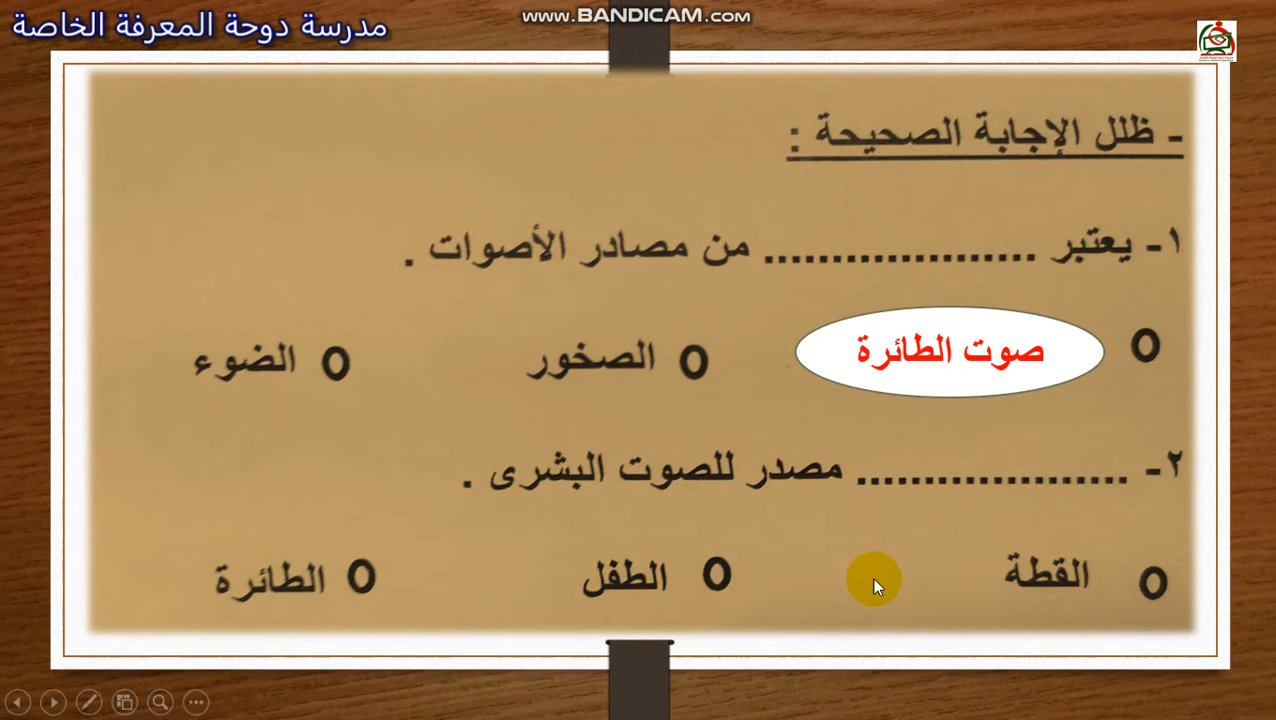 www.BANDICAM.com
مدرسة دوحة المعرفة الخاصة
- ظلل الإجابة الصحيحة :
١- يعتبر .................... من مصادر الأصوات .
O صوت الطائرة O الصخور O الضوء
٢- .................... مصدر للصوت البشرى .
O القطة O الطفل O الطائرة